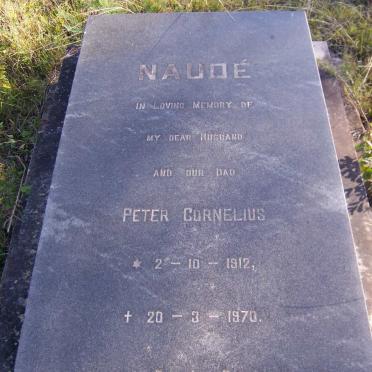 NAUDÉ
IN LOVING MEMORY OF
MY DEAR HUSBAND
AND OUR DAD
PETER CORNELIUS
* 2 - 10 - 1912,
† 20 - 3 - 1970.